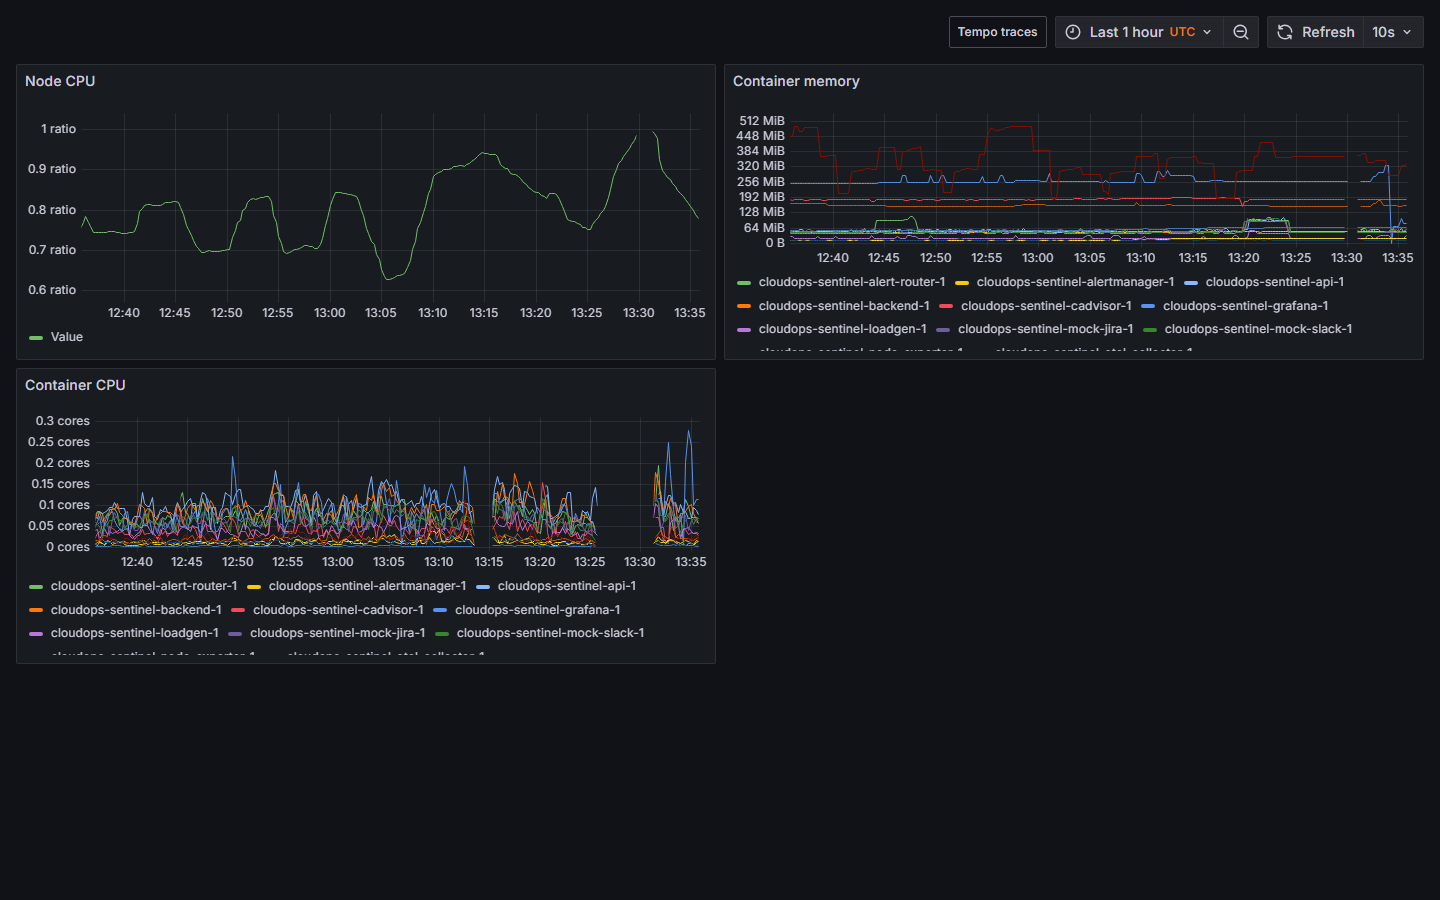 Tempo traces
Last 1 hour UTC
Refresh
10s
Node CPU
1 ratio
0.9 ratio
0.8 ratio
0.7 ratio
0.6 ratio
12:40 12:45 12:50 12:55 13:00 13:05 13:10 13:15 13:20 13:25 13:30 13:35
Value
Container memory
512 MiB
448 MiB
384 MiB
320 MiB
256 MiB
192 MiB
128 MiB
64 MiB
0 B
12:40 12:45 12:50 12:55 13:00 13:05 13:10 13:15 13:20 13:25 13:30 13:35
cloudops-sentinel-alert-router-1 cloudops-sentinel-alertmanager-1 cloudops-sentinel-api-1
cloudops-sentinel-backend-1 cloudops-sentinel-cadvisor-1 cloudops-sentinel-grafana-1
cloudops-sentinel-loadgen-1 cloudops-sentinel-mock-jira-1 cloudops-sentinel-mock-slack-1
Container CPU
0.3 cores
0.25 cores
0.2 cores
0.15 cores
0.1 cores
0.05 cores
0 cores
12:40 12:45 12:50 12:55 13:00 13:05 13:10 13:15 13:20 13:25 13:30 13:35
cloudops-sentinel-alert-router-1 cloudops-sentinel-alertmanager-1 cloudops-sentinel-api-1
cloudops-sentinel-backend-1 cloudops-sentinel-cadvisor-1 cloudops-sentinel-grafana-1
cloudops-sentinel-loadgen-1 cloudops-sentinel-mock-jira-1 cloudops-sentinel-mock-slack-1